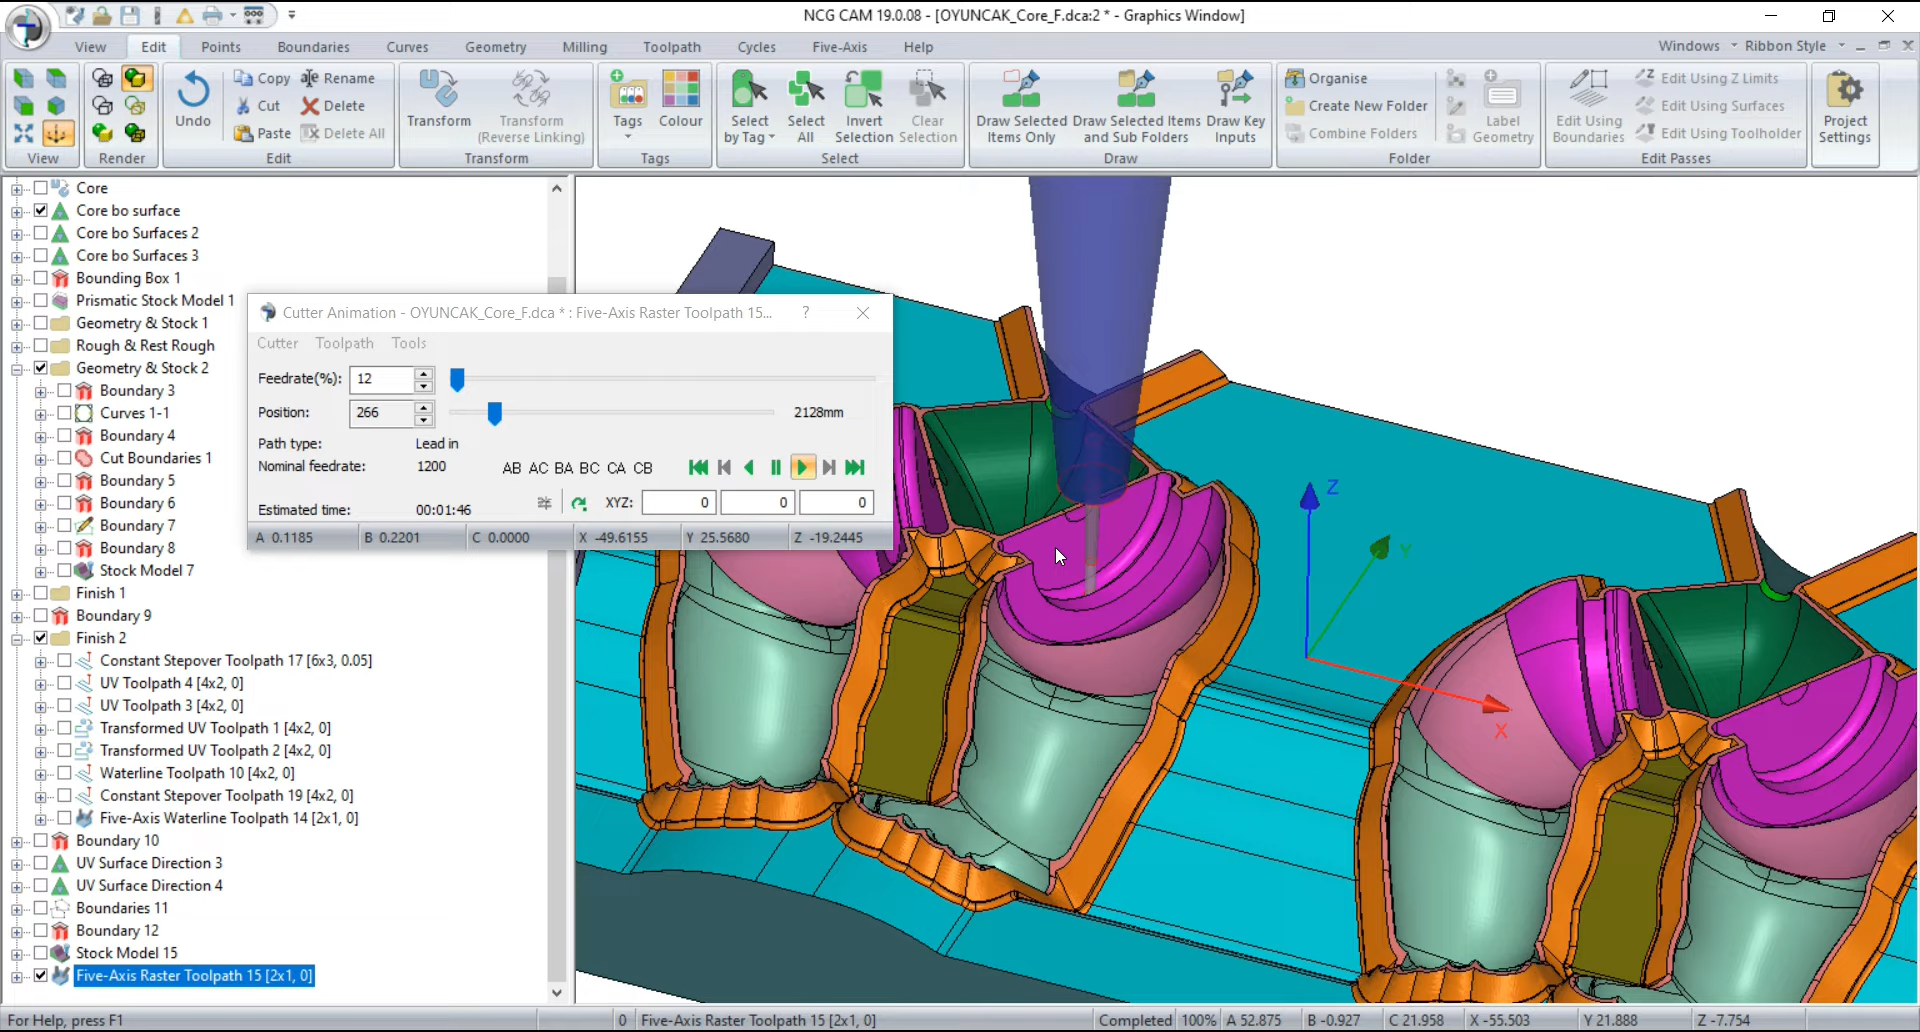 NCG CAM 19.0.08 - [OYUNCAK_Core_F.dca:2 * - Graphics Window]
View Edit Points Boundaries Curves Geometry Milling Toolpath Cycles Five-Axis Help Windows Ribbon Style
Copy Rename
Cut Delete
Paste Delete All
Undo
Transform
Transform (Reverse Linking)
Tags
Colour
Select by Tag
Select All
Invert Selection
Clear Selection
Draw Selected Items Only
Draw Selected Items and Sub Folders
Draw Key Inputs
Organise
Create New Folder
Combine Folders
Label Geometry
Edit Using Boundaries
Edit Using Z Limits
Edit Using Surfaces
Edit Using Toolholder
Project Settings
View Render Edit Transform Tags Select Draw Folder Edit Passes
Core
Core bo surface
Core bo Surfaces 2
Core bo Surfaces 3
Bounding Box 1
Prismatic Stock Model 1
Geometry & Stock 1
Rough & Rest Rough
Geometry & Stock 2
Boundary 3
Curves 1-1
Boundary 4
Cut Boundaries 1
Boundary 5
Boundary 6
Boundary 7
Boundary 8
Stock Model 7
Finish 1
Boundary 9
Finish 2
Constant Stepover Toolpath 17 [6x3, 0.05]
UV Toolpath 4 [4x2, 0]
UV Toolpath 3 [4x2, 0]
Transformed UV Toolpath 1 [4x2, 0]
Transformed UV Toolpath 2 [4x2, 0]
Waterline Toolpath 10 [4x2, 0]
Constant Stepover Toolpath 19 [4x2, 0]
Five-Axis Waterline Toolpath 14 [2x1, 0]
Boundary 10
UV Surface Direction 3
UV Surface Direction 4
Boundaries 11
Boundary 12
Stock Model 15
Five-Axis Raster Toolpath 15 [2x1, 0]
Cutter Animation - OYUNCAK_Core_F.dca * : Five-Axis Raster Toolpath 15... ?
Cutter Toolpath Tools
Feedrate(%): 12
Position: 266 2128mm
Path type: Lead in
Nominal feedrate: 1200 AB AC BA BC CA CB
Estimated time: 00:01:46 XYZ: 0 0 0
A 0.1185 B 0.2201 C 0.0000 X -49.6155 Y 25.5680 Z -19.2445
Z
Y
X
For Help, press F1 0 Five-Axis Raster Toolpath 15 [2x1, 0] Completed 100% A 52.875 B -0.927 C 21.958 X -55.503 Y 21.888 Z -7.754